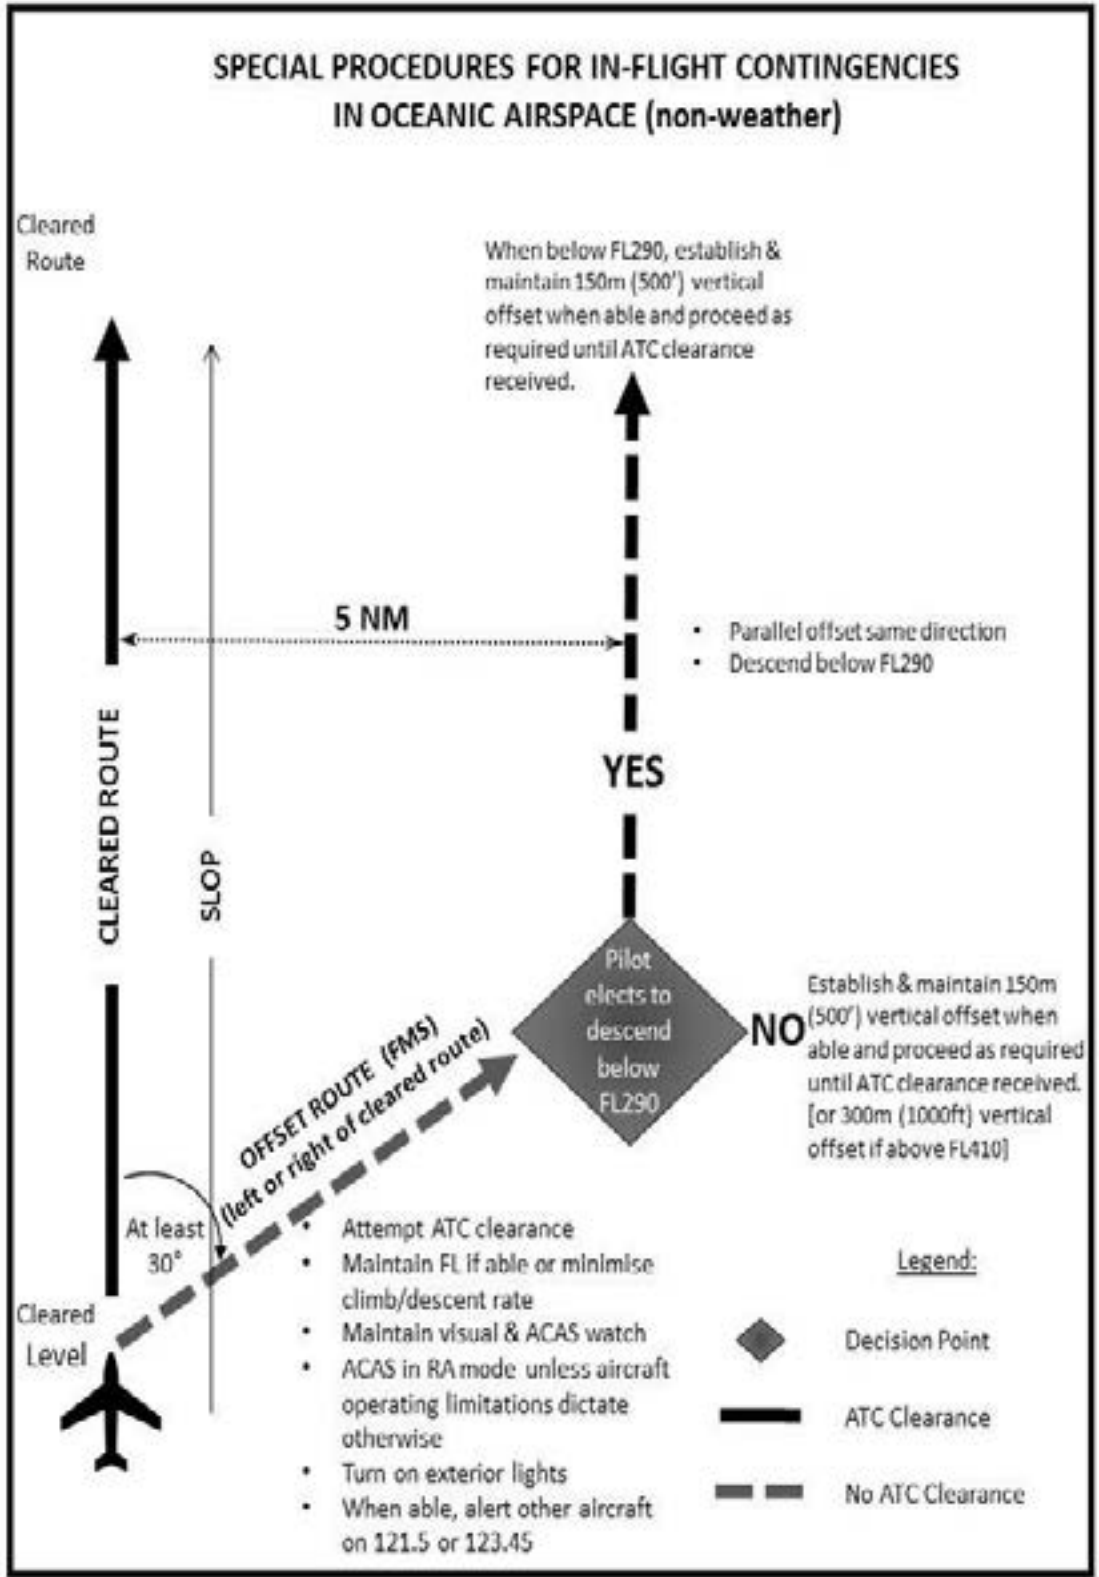 SPECIAL PROCEDURES FOR IN-FLIGHT CONTINGENCIES
IN OCEANIC AIRSPACE (non-weather)
Cleared
Route
When below FL290, establish &
maintain 150m (500') vertical
offset when able and proceed as
required until ATC clearance
received.
5 NM
• Parallel offset same direction
• Descend below FL290
CLEARED ROUTE
SLOP
YES
Pilot
elects to
descend
below
FL290
NO
Establish & maintain 150m
(500') vertical offset when
able and proceed as required
until ATC clearance received.
[or 300m (1000ft) vertical
offset if above FL410]
OFFSET ROUTE (FMS)
(left or right of cleared route)
At least
30°
Cleared
Level
• Attempt ATC clearance
• Maintain FL if able or minimise
climb/descent rate
• Maintain visual & ACAS watch
• ACAS in RA mode unless aircraft
operating limitations dictate
otherwise
• Turn on exterior lights
• When able, alert other aircraft
on 121.5 or 123.45
Legend:
Decision Point
ATC Clearance
No ATC Clearance